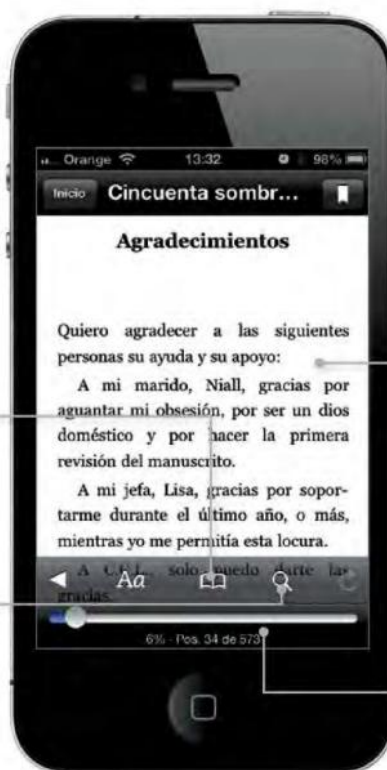 Orange 13:32 98%
Inicio Cincuenta sombr...
Agradecimientos
Quiero agradecer a las siguientes
personas su ayuda y su apoyo:
A mi marido, Niall, gracias por
aguantar mi obsesión, por ser un dios
doméstico y por hacer la primera
revisión del manuscrito.
A mi jefa, Lisa, gracias por sopor-
tarme durante el último año, o más,
mientras yo me permitía esta locura.
A C.E.L., solo puedo darte las
gracias.
Aa
6% - Pos. 34 de 573